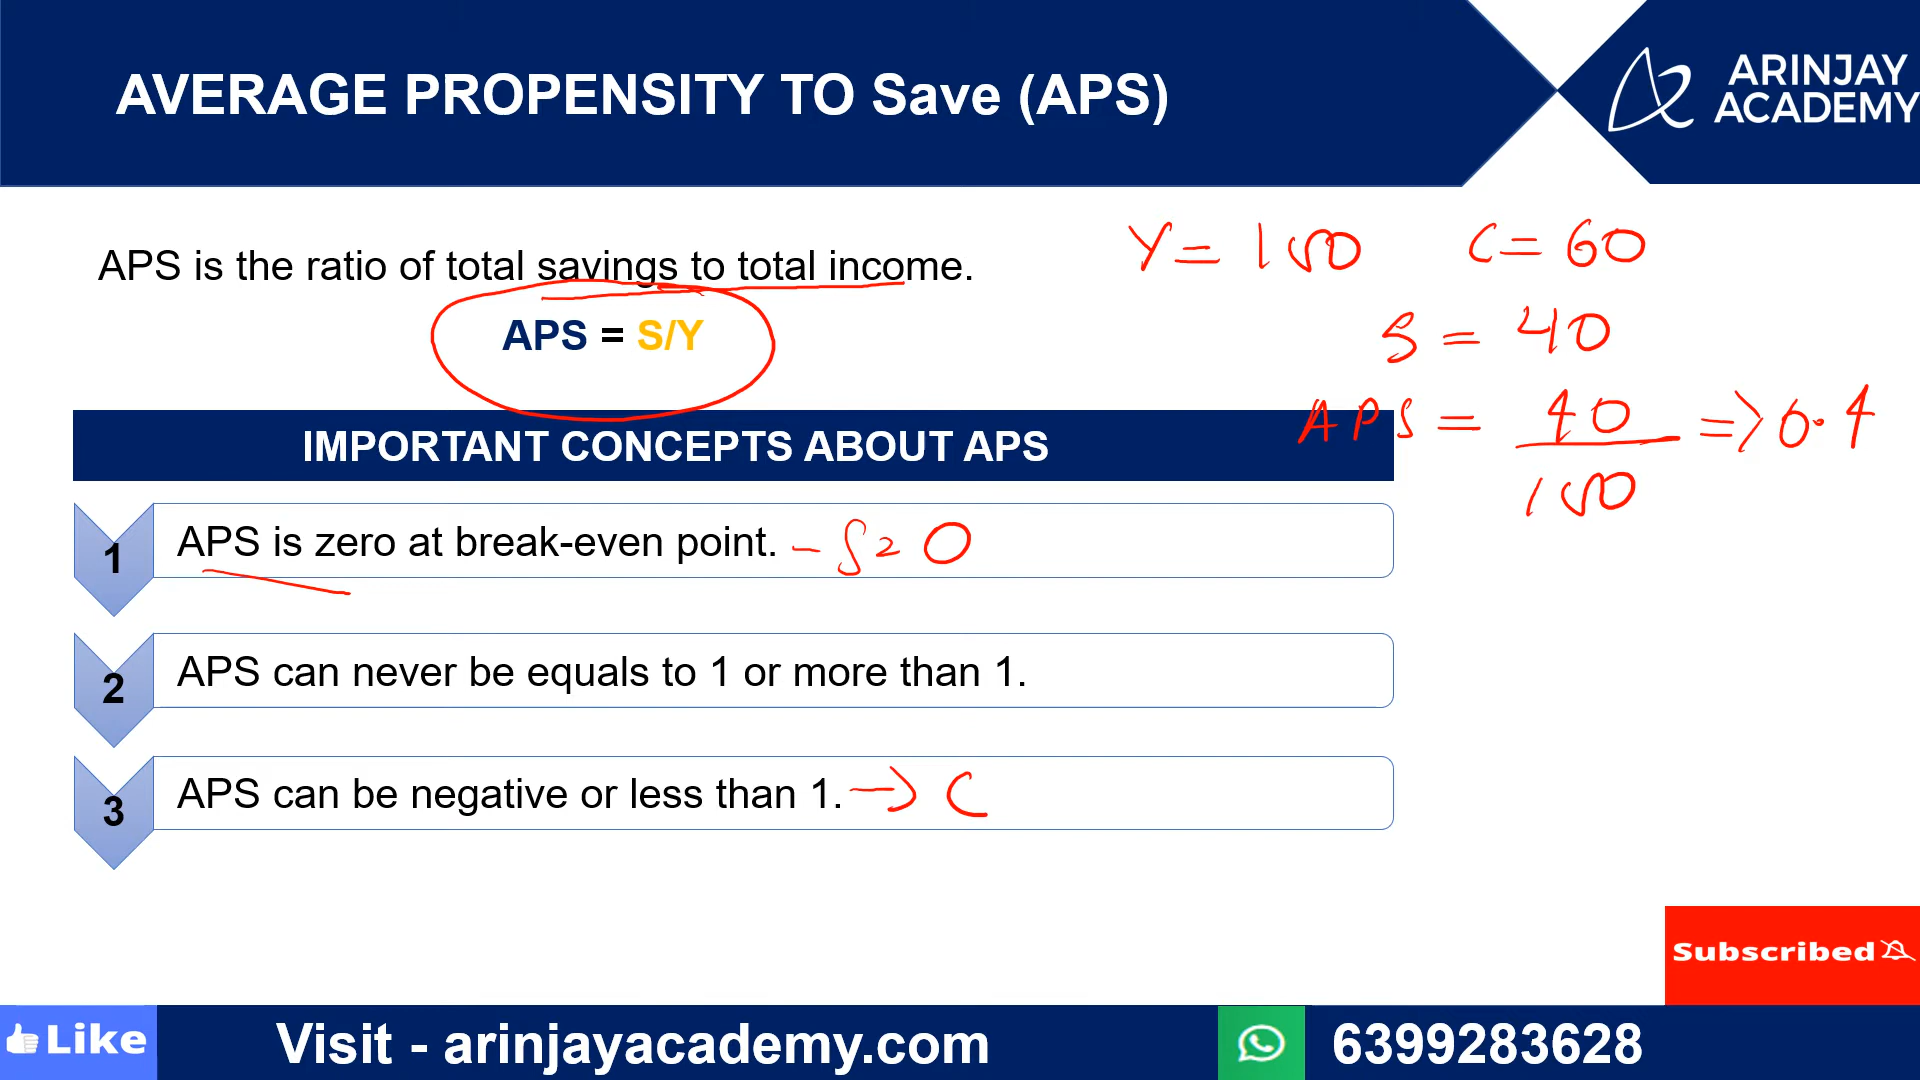 AVERAGE PROPENSITY TO Save (APS)
ARINJAY
ACADEMY
APS is the ratio of total savings to total income.
APS = S/Y
Y = 100 C = 60
S = 40
APS = 40/100 => 0.4
IMPORTANT CONCEPTS ABOUT APS
1 APS is zero at break-even point. - S = 0
2 APS can never be equals to 1 or more than 1.
3 APS can be negative or less than 1. → C
Subscribed
Like
Visit - arinjayacademy.com
6399283628